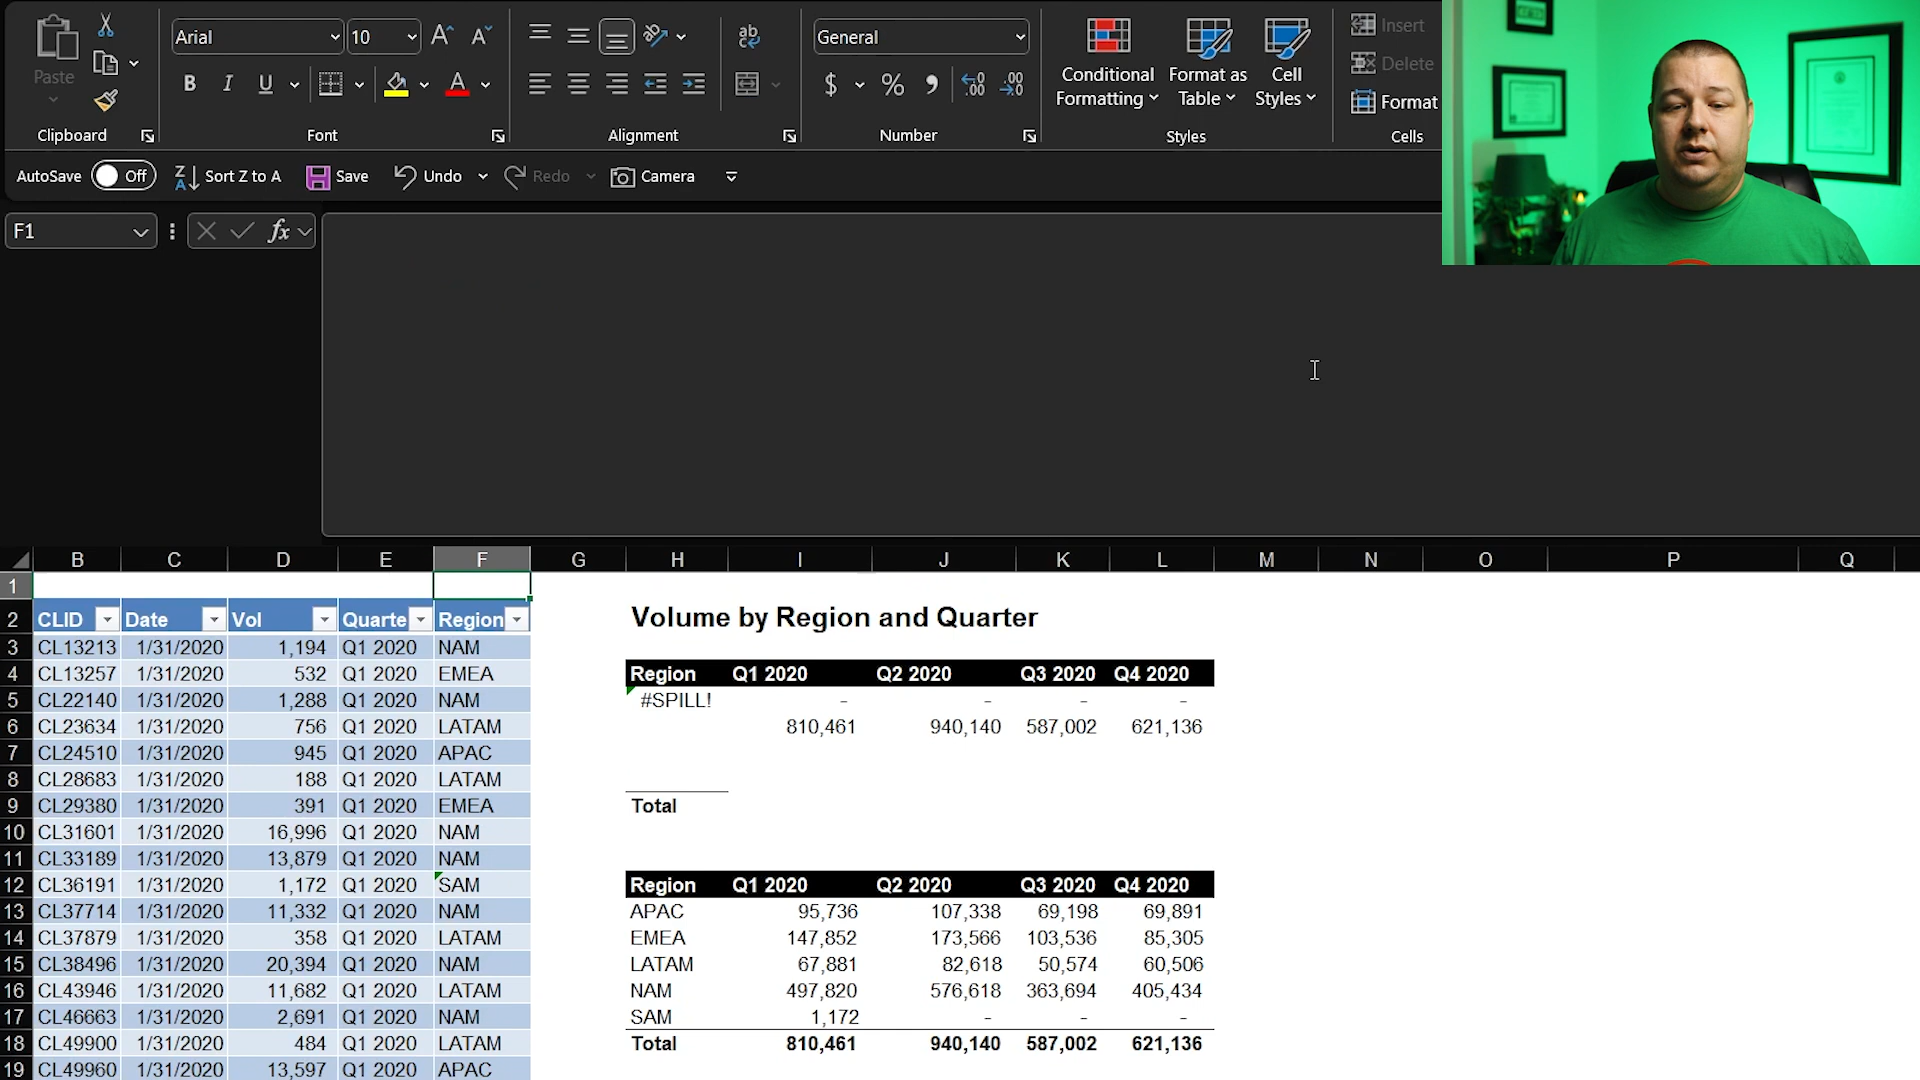 Paste
Clipboard
Arial
10
B I U
A
Font
ab
Alignment
General
$ % 9 .00 .00
Number
Conditional Formatting
Format as Table
Cell Styles
Styles
Insert
Delete
Format
Cells
AutoSave Off Sort Z to A Save Undo Redo Camera
F1 fx
B C D E F G H I J K L M N O P Q
1
2 CLID Date Vol Quarte Region Volume by Region and Quarter
3 CL13213 1/31/2020 1,194 Q1 2020 NAM
4 CL13257 1/31/2020 532 Q1 2020 EMEA Region Q1 2020 Q2 2020 Q3 2020 Q4 2020
5 CL22140 1/31/2020 1,288 Q1 2020 NAM #SPILL! - - - -
6 CL23634 1/31/2020 756 Q1 2020 LATAM 810,461 940,140 587,002 621,136
7 CL24510 1/31/2020 945 Q1 2020 APAC
8 CL28683 1/31/2020 188 Q1 2020 LATAM
9 CL29380 1/31/2020 391 Q1 2020 EMEA Total
10 CL31601 1/31/2020 16,996 Q1 2020 NAM
11 CL33189 1/31/2020 13,879 Q1 2020 NAM
12 CL36191 1/31/2020 1,172 Q1 2020 SAM Region Q1 2020 Q2 2020 Q3 2020 Q4 2020
13 CL37714 1/31/2020 11,332 Q1 2020 NAM APAC 95,736 107,338 69,198 69,891
14 CL37879 1/31/2020 358 Q1 2020 LATAM EMEA 147,852 173,566 103,536 85,305
15 CL38496 1/31/2020 20,394 Q1 2020 NAM LATAM 67,881 82,618 50,574 60,506
16 CL43946 1/31/2020 11,682 Q1 2020 LATAM NAM 497,820 576,618 363,694 405,434
17 CL46663 1/31/2020 2,691 Q1 2020 NAM SAM 1,172 - - -
18 CL49900 1/31/2020 484 Q1 2020 LATAM Total 810,461 940,140 587,002 621,136
19 CL49960 1/31/2020 13,597 Q1 2020 APAC